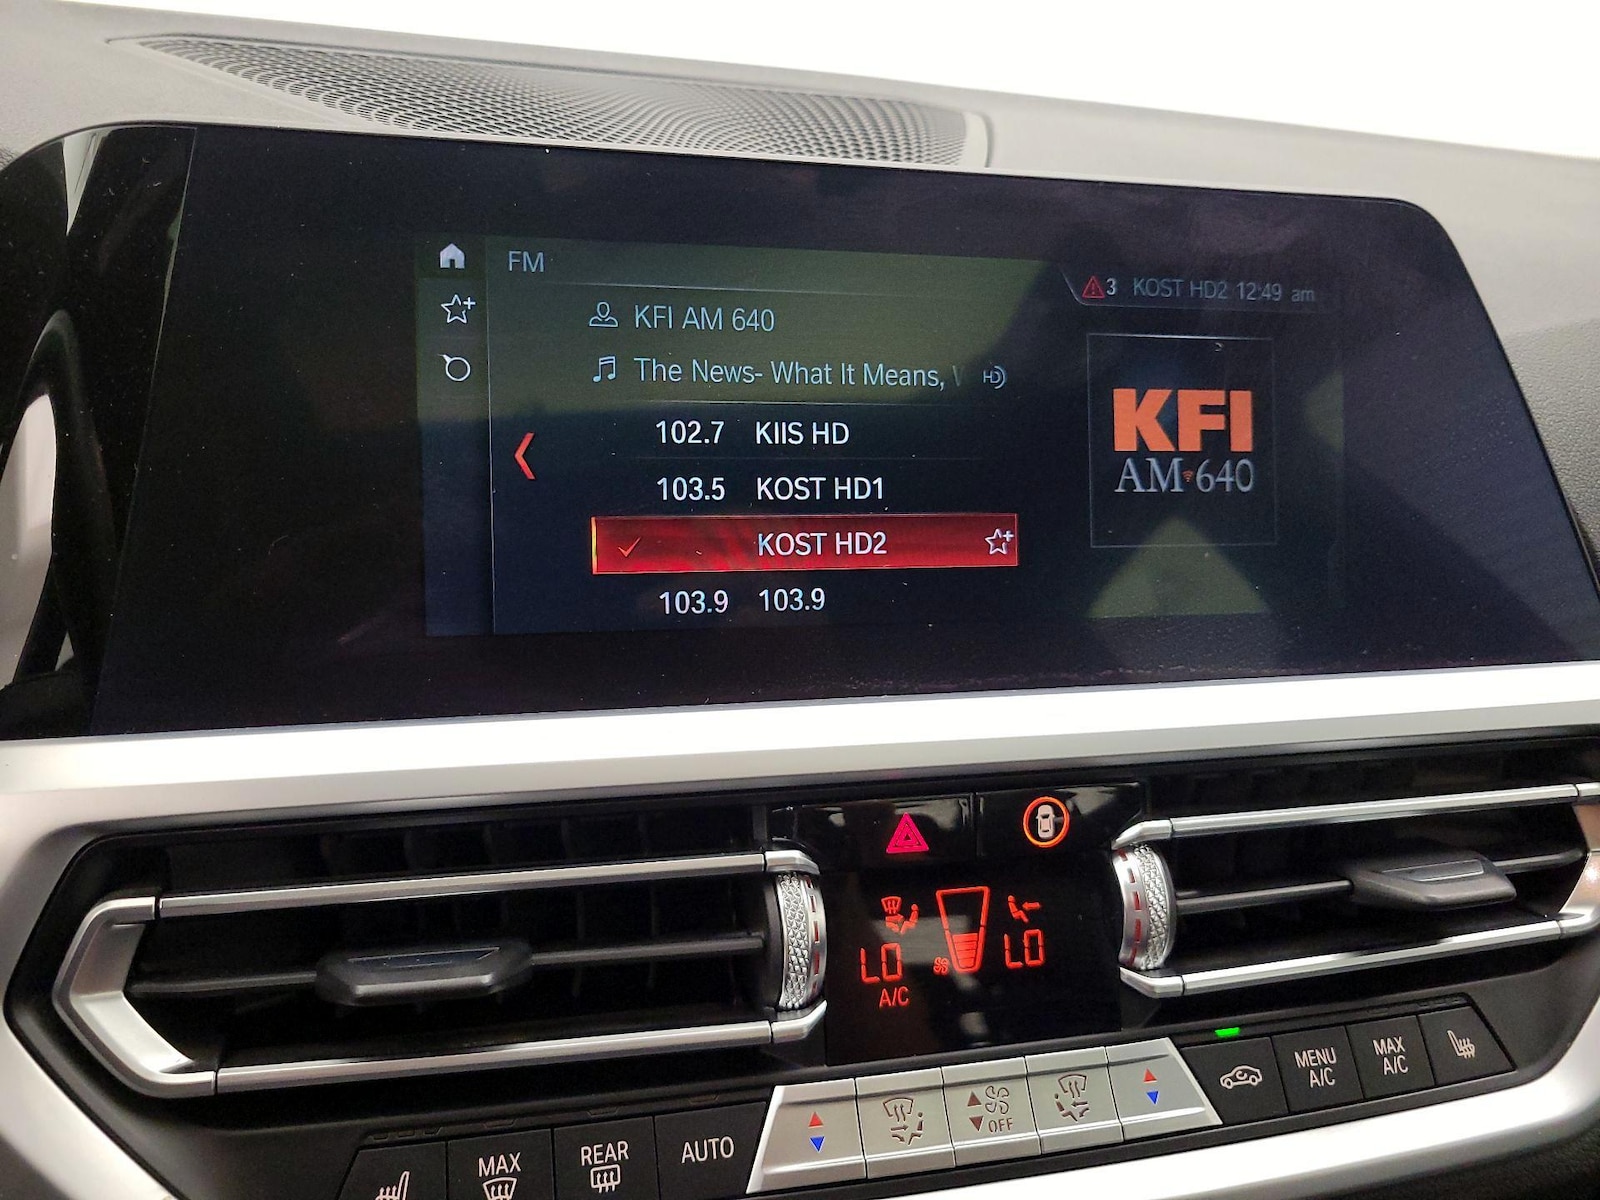 FM
3 KOST HD2 12:49 am
KFI AM 640
The News- What It Means,
HD
102.7 KIIS HD
103.5 KOST HD1
KOST HD2
103.9 103.9
KFI
AM 640
LO
LO
A/C
MAX
REAR
AUTO
OFF
MENU
A/C
MAX
A/C